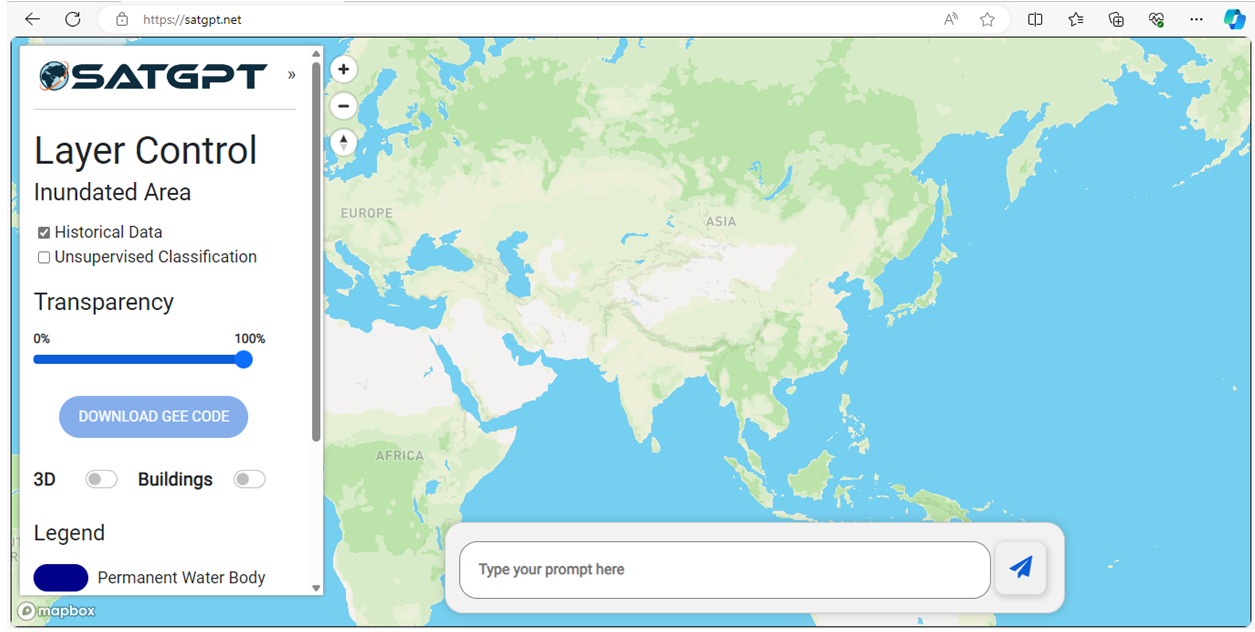 https://satgpt.net
SATGPT
»
Layer Control
Inundated Area
Historical Data
Unsupervised Classification
Transparency
0% 100%
DOWNLOAD GEE CODE
3D Buildings
Legend
Permanent Water Body
mapbox
EUROPE
ASIA
AFRICA
Type your prompt here